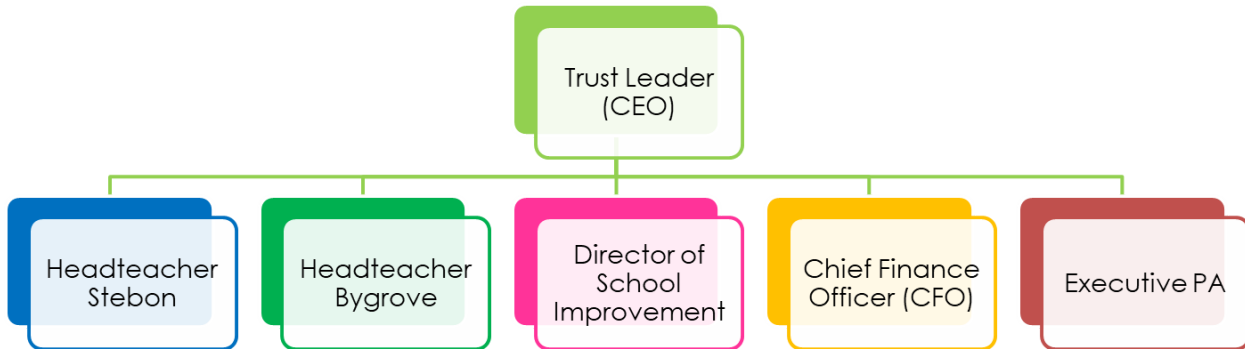 Trust Leader
(CEO)
Headteacher
Stebon
Headteacher
Bygrove
Director of
School
Improvement
Chief Finance
Officer (CFO)
Executive PA